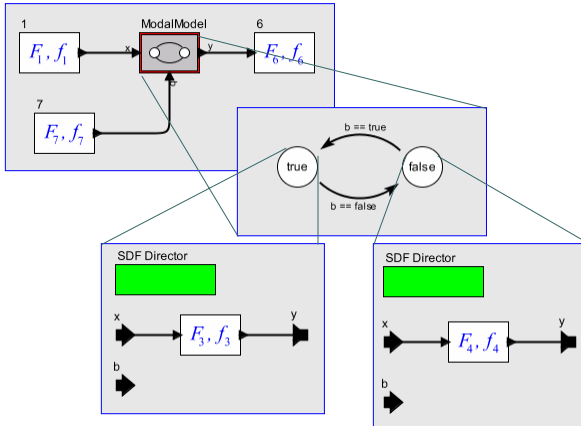 1
ModalModel
6
F1, f1
x
y
F6, f6
b
7
F7, f7
b == true
true
false
b == false
SDF Director
x
y
F3, f3
b
SDF Director
x
y
F4, f4
b